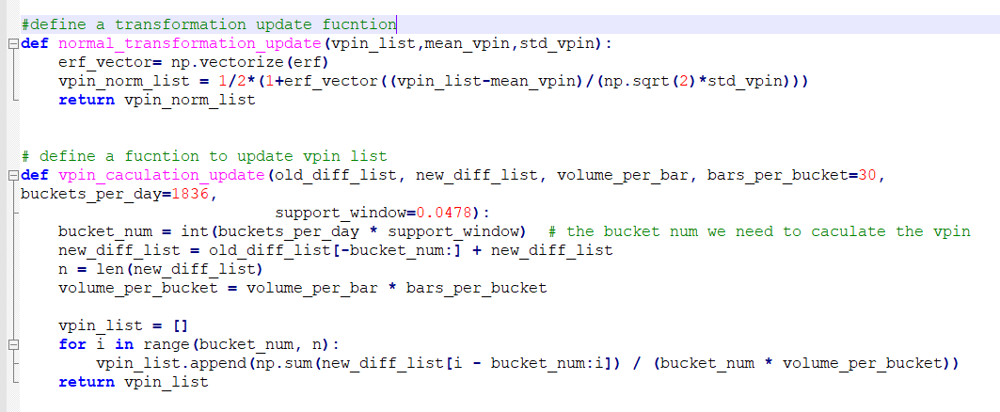 #define a transformation update fucntion
def normal_transformation_update(vpin_list,mean_vpin,std_vpin):
erf_vector= np.vectorize(erf)
vpin_norm_list = 1/2*(1+erf_vector((vpin_list-mean_vpin)/(np.sqrt(2)*std_vpin)))
return vpin_norm_list
# define a fucntion to update vpin list
def vpin_caculation_update(old_diff_list, new_diff_list, volume_per_bar, bars_per_bucket=30,
buckets_per_day=1836,
support_window=0.0478):
bucket_num = int(buckets_per_day * support_window)  # the bucket num we need to caculate the vpin
new_diff_list = old_diff_list[-bucket_num:] + new_diff_list
n = len(new_diff_list)
volume_per_bucket = volume_per_bar * bars_per_bucket
vpin_list = []
for i in range(bucket_num, n):
vpin_list.append(np.sum(new_diff_list[i - bucket_num:i]) / (bucket_num * volume_per_bucket))
return vpin_list